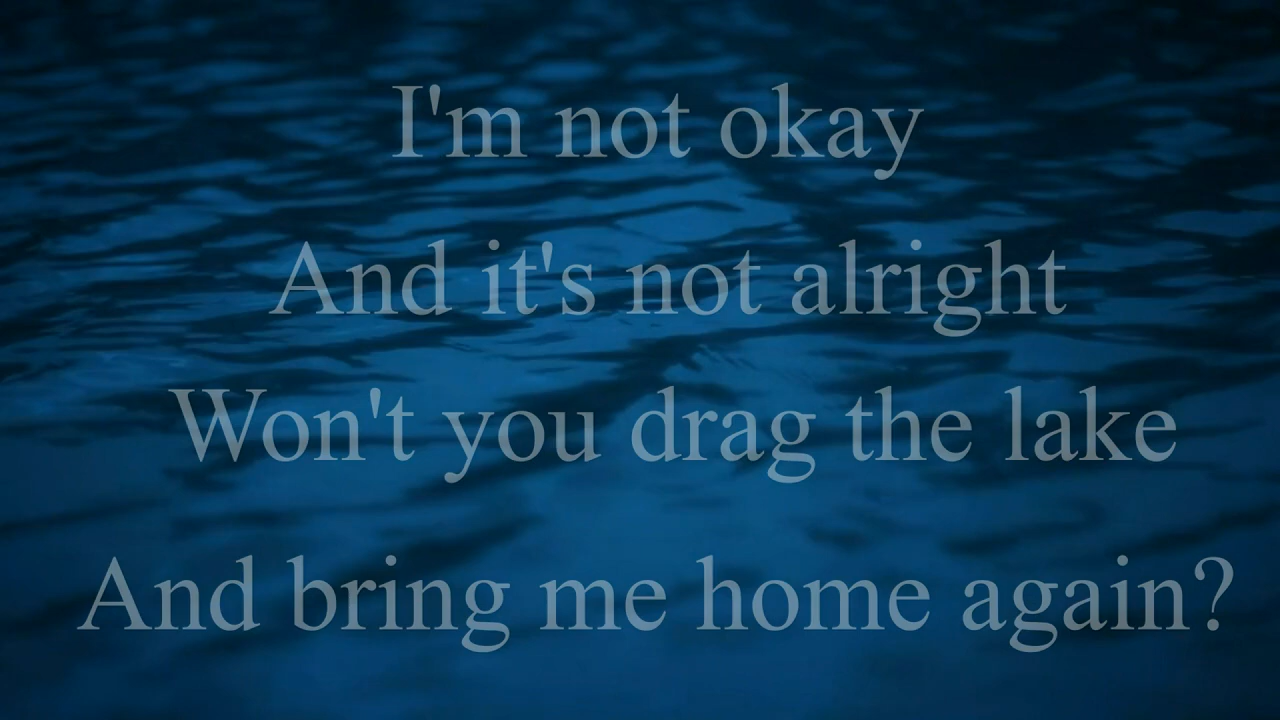 I'm not okay
And it's not alright
Won't you drag the lake
And bring me home again?